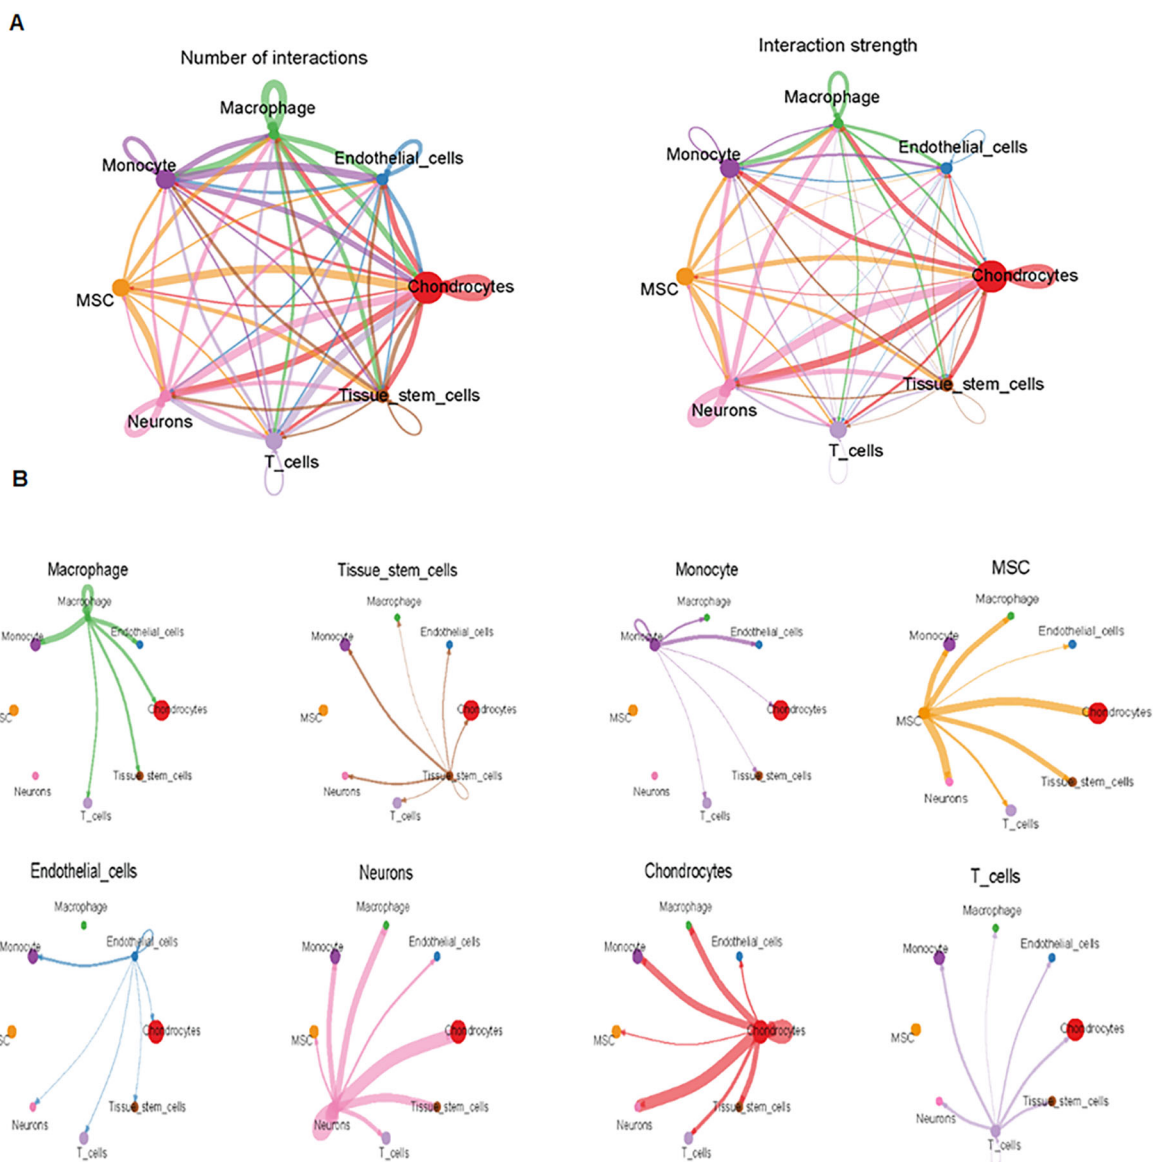 A
Number of interactions
Interaction strength
Macrophage
Monocyte
Endothelial_cells
MSC
Chondrocytes
Neurons
Tissue_stem_cells
T_cells
Macrophage
Monocyte
Endothelial_cells
MSC
Chondrocytes
Neurons
Tissue_stem_cells
T_cells
B
Macrophage
Macrophage
Monocyte
Endothelial_cells
SC
Chondrocytes
Neurons
Tissue_stem_cells
T_cells
Tissue_stem_cells
Macrophage
Monocyte
Endothelial_cells
MSC
Chondrocytes
Neurons
Tissue_stem_cells
T_cells
Monocyte
Macrophage
Monocyte
Endothelial_cells
MSC
Chondrocytes
Neurons
Tissue_stem_cells
T_cells
MSC
Macrophage
Monocyte
Endothelial_cells
MSC
Chondrocytes
Neurons
Tissue_stem_cells
T_cells
Endothelial_cells
Macrophage
Monocyte
Endothelial_cells
SC
Chondrocytes
Neurons
Tissue_stem_cells
T_cells
Neurons
Macrophage
Monocyte
Endothelial_cells
MSC
Chondrocytes
Neurons
Tissue_stem_cells
T_cells
Chondrocytes
Macrophage
Monocyte
Endothelial_cells
MSC
Chondrocytes
Neurons
Tissue_stem_cells
T_cells
T_cells
Macrophage
Monocyte
Endothelial_cells
MSC
Chondrocytes
Neurons
Tissue_stem_cells
T_cells